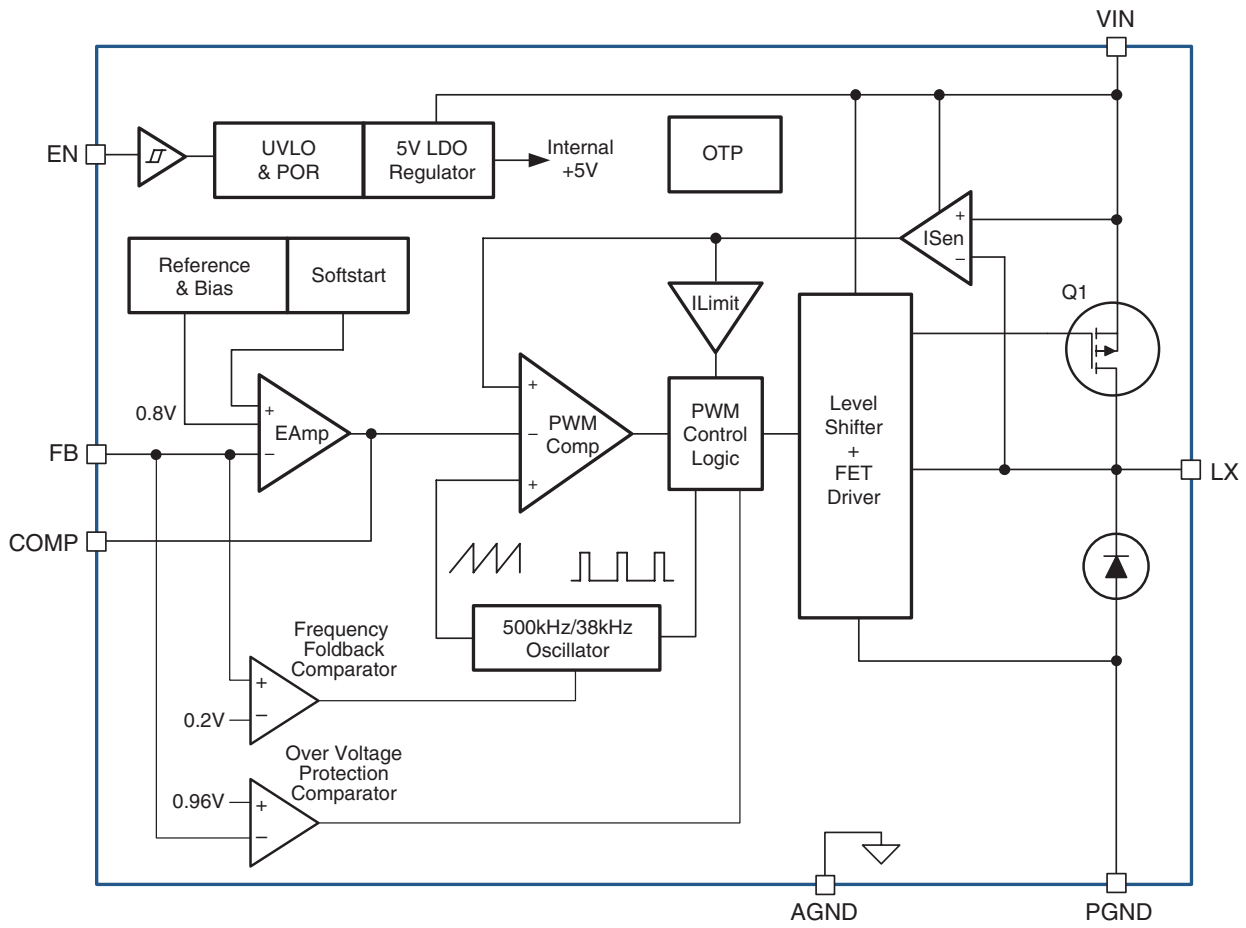 VIN
EN
UVLO
& POR
5V LDO
Regulator
Internal
+5V
OTP
+
ISen
–
Reference
& Bias
Softstart
ILimit
Q1
0.8V
+
EAmp
–
+
–
PWM
Comp
+
PWM
Control
Logic
Level
Shifter
+
FET
Driver
FB
LX
COMP
500kHz/38kHz
Oscillator
Frequency
Foldback
Comparator
+
–
0.2V
Over Voltage
Protection
Comparator
0.96V
+
–
AGND
PGND